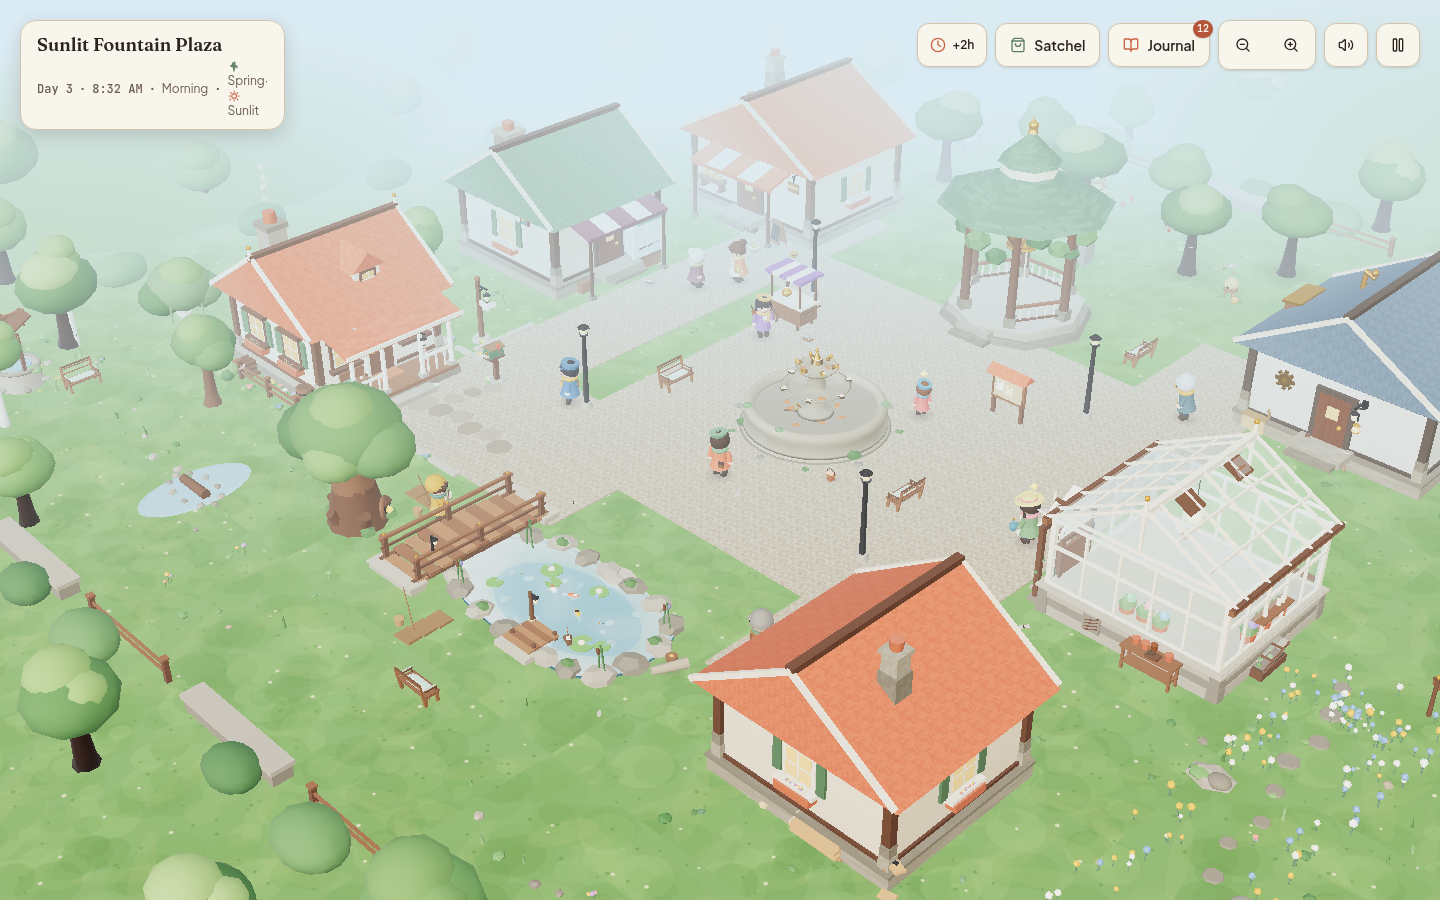 Sunlit Fountain Plaza
Day 3 · 8:32 AM · Morning · Spring ·
Sunlit
+2h
Satchel
Journal
12